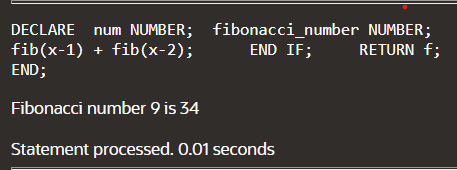 DECLARE  num NUMBER;  fibonacci_number NUMBER;
fib(x-1) + fib(x-2);     END IF;     RETURN f;
END;
Fibonacci number 9 is 34
Statement processed. 0.01 seconds